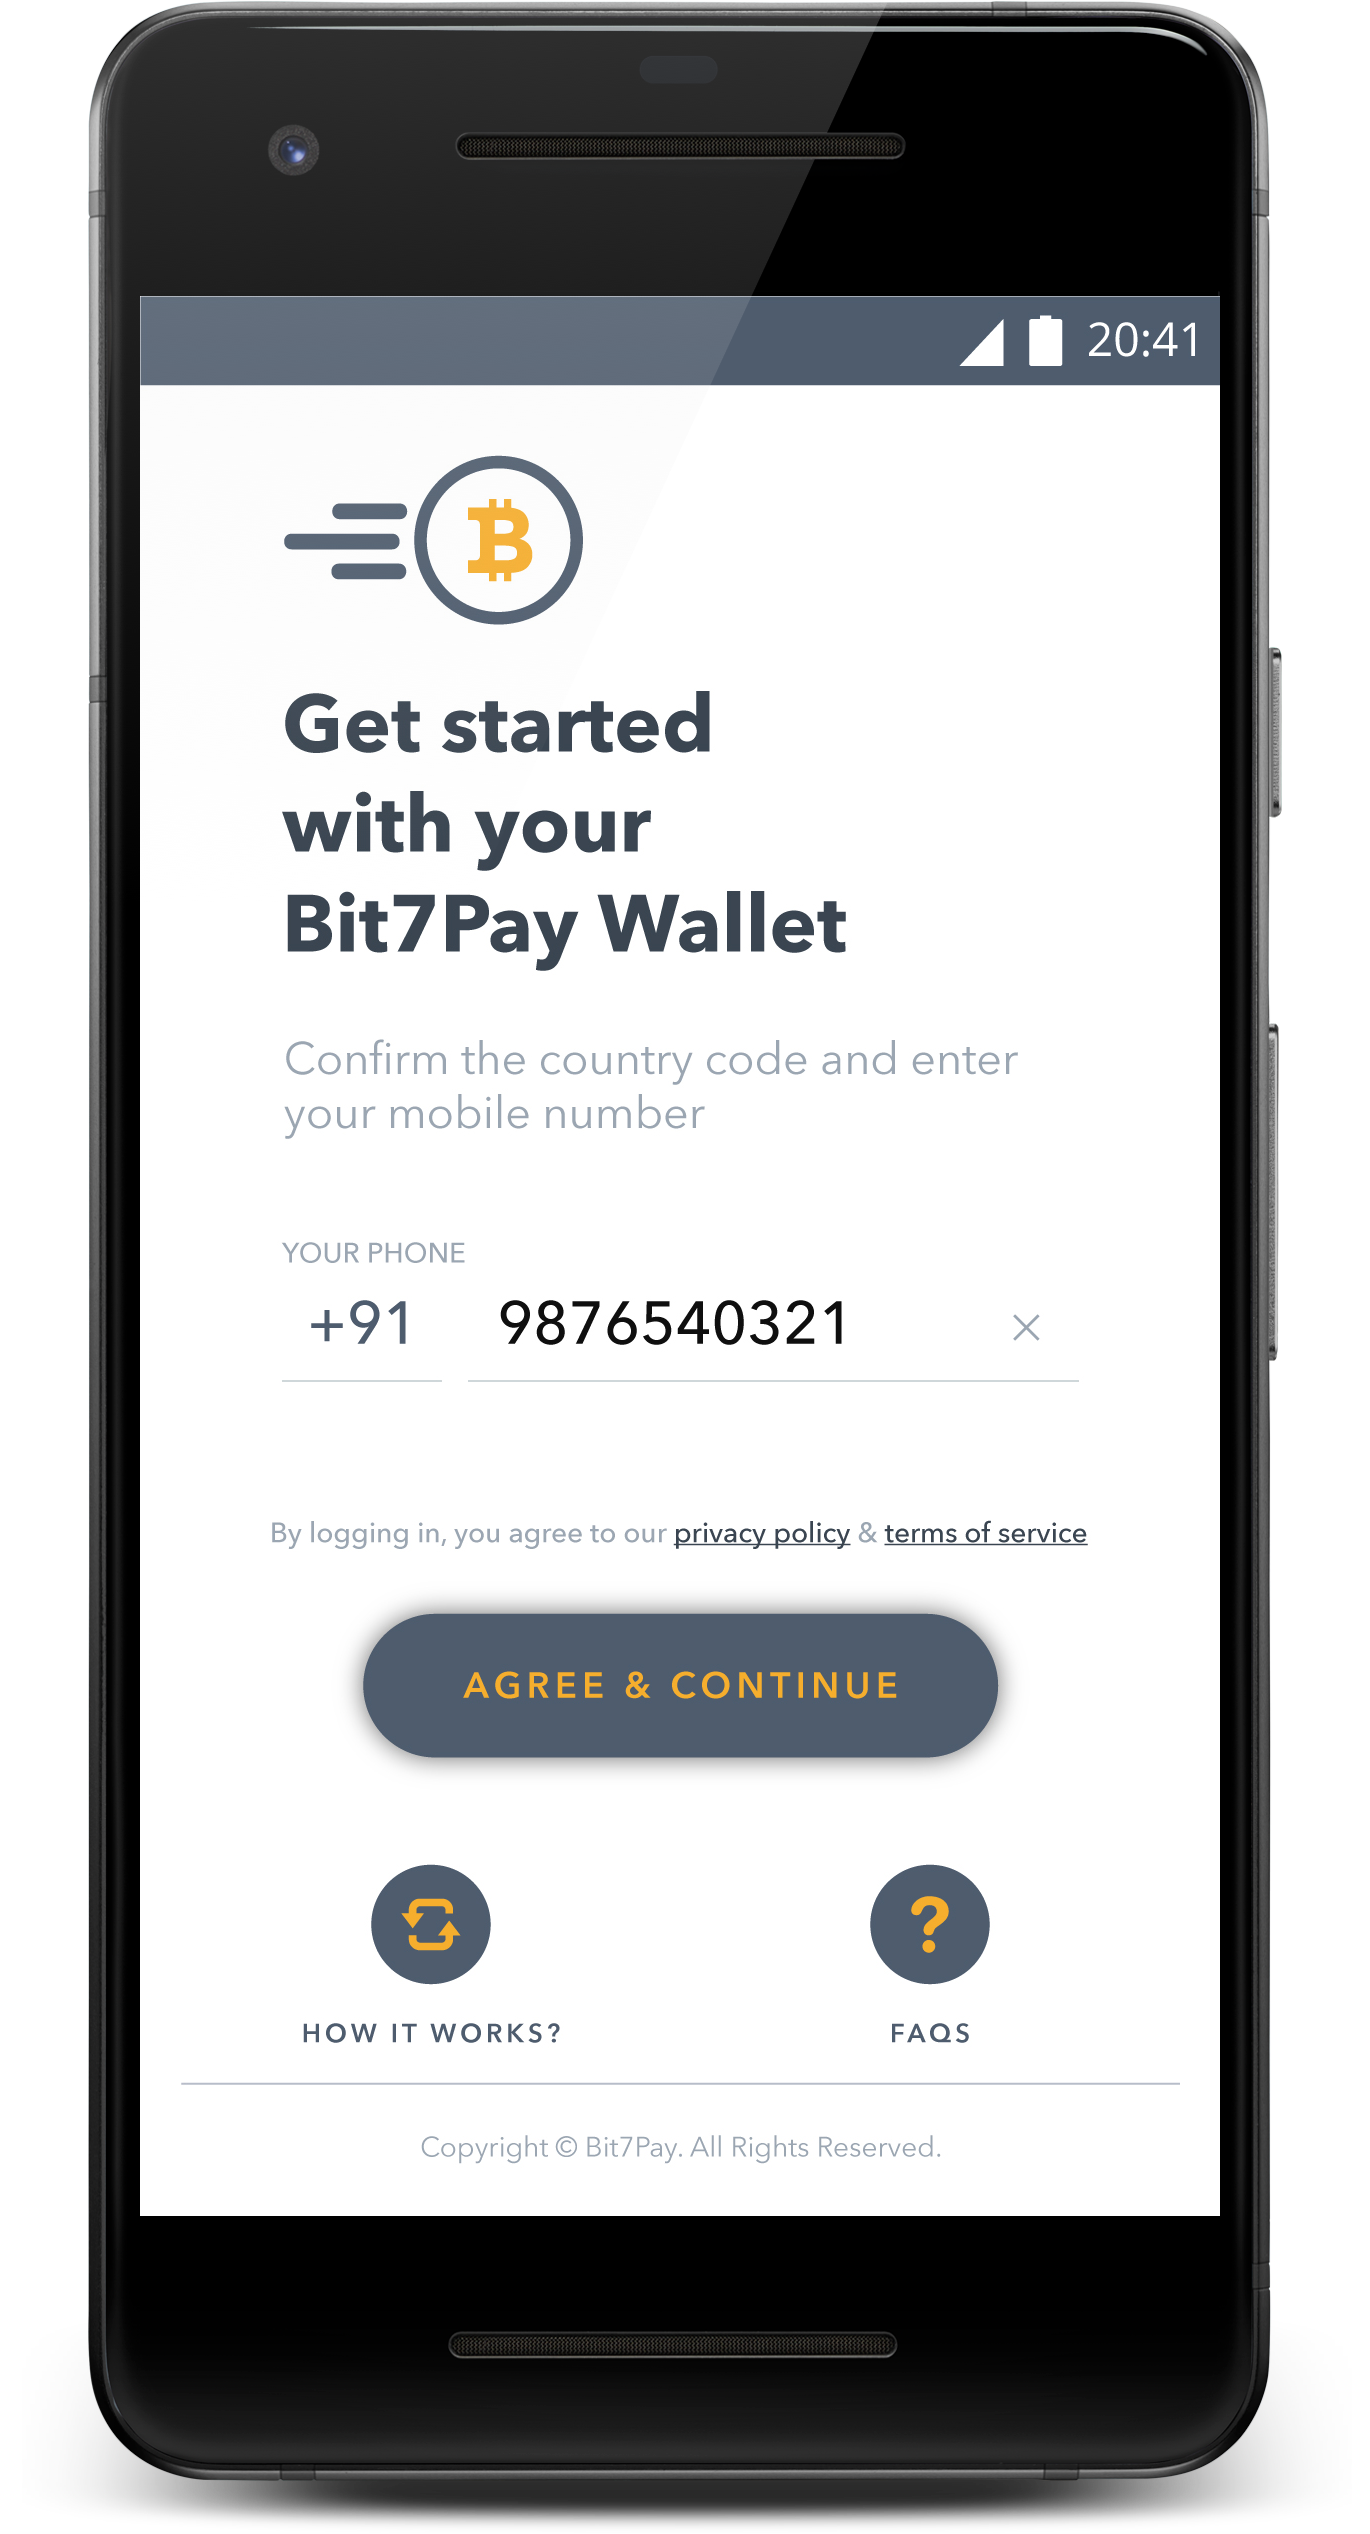 20:41
Get started
with your
Bit7Pay Wallet
Confirm the country code and enter
your mobile number
YOUR PHONE
+91 9876540321 ×
By logging in, you agree to our privacy policy & terms of service
AGREE & CONTINUE
HOW IT WORKS? FAQS
Copyright © Bit7Pay. All Rights Reserved.